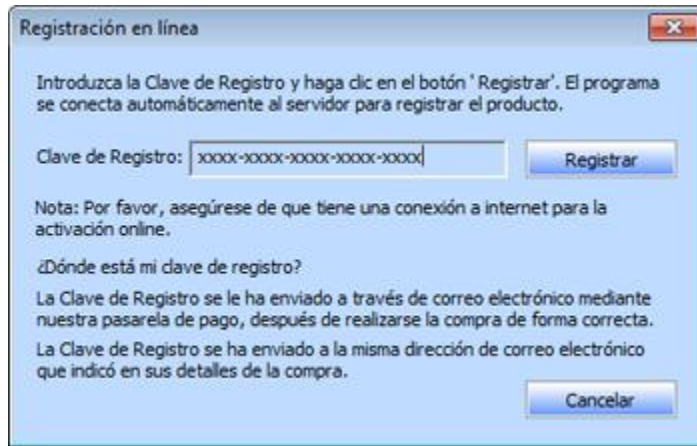 Registración en línea
Introduzca la Clave de Registro y haga clic en el botón ' Registrar'. El programa
se conecta automáticamente al servidor para registrar el producto.
Clave de Registro: xxxx-xxxx-xxxx-xxxx-xxxx Registrar
Nota: Por favor, asegúrese de que tiene una conexión a internet para la
activación online.
¿Dónde está mi clave de registro?
La Clave de Registro se le ha enviado a través de correo electrónico mediante
nuestra pasarela de pago, después de realizarse la compra de forma correcta.
La Clave de Registro se ha enviado a la misma dirección de correo electrónico
que indicó en sus detalles de la compra.
Cancelar